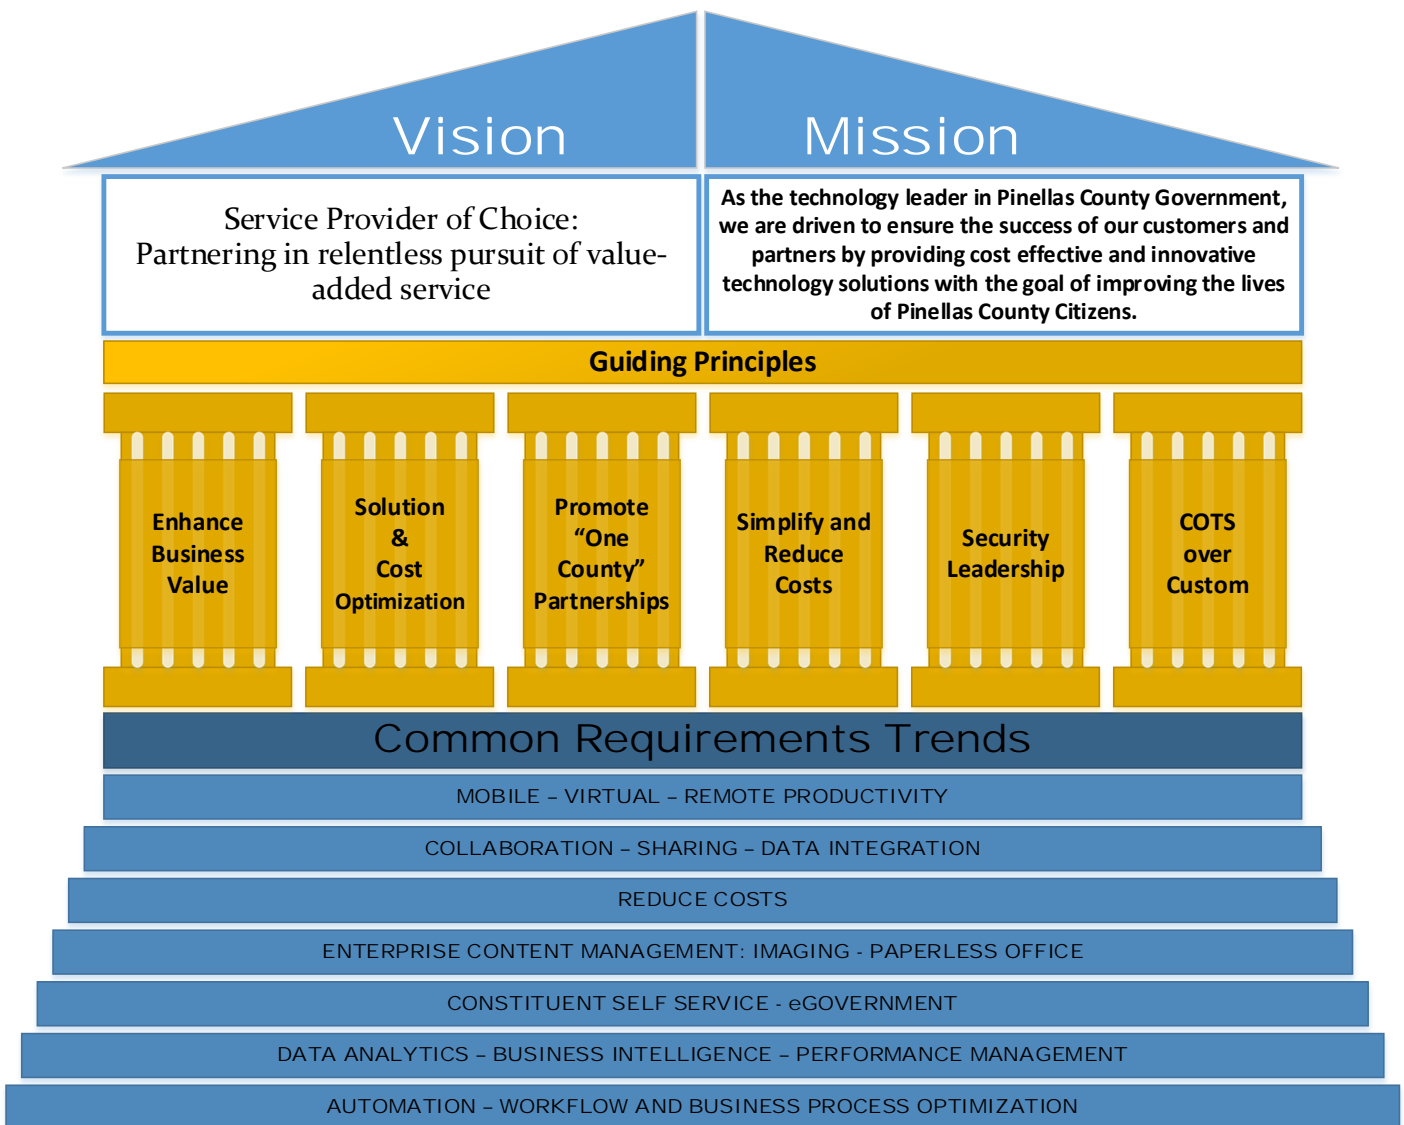 Vision
Mission
Service Provider of Choice:
Partnering in relentless pursuit of value-
added service
As the technology leader in Pinellas County Government,
we are driven to ensure the success of our customers and
partners by providing cost effective and innovative
technology solutions with the goal of improving the lives
of Pinellas County Citizens.
Guiding Principles
Enhance
Business
Value
Solution
&
Cost
Optimization
Promote
“One
County”
Partnerships
Simplify and
Reduce
Costs
Security
Leadership
COTS
over
Custom
Common Requirements Trends
MOBILE – VIRTUAL – REMOTE PRODUCTIVITY
COLLABORATION – SHARING – DATA INTEGRATION
REDUCE COSTS
ENTERPRISE CONTENT MANAGEMENT: IMAGING - PAPERLESS OFFICE
CONSTITUENT SELF SERVICE - eGOVERNMENT
DATA ANALYTICS – BUSINESS INTELLIGENCE – PERFORMANCE MANAGEMENT
AUTOMATION – WORKFLOW AND BUSINESS PROCESS OPTIMIZATION